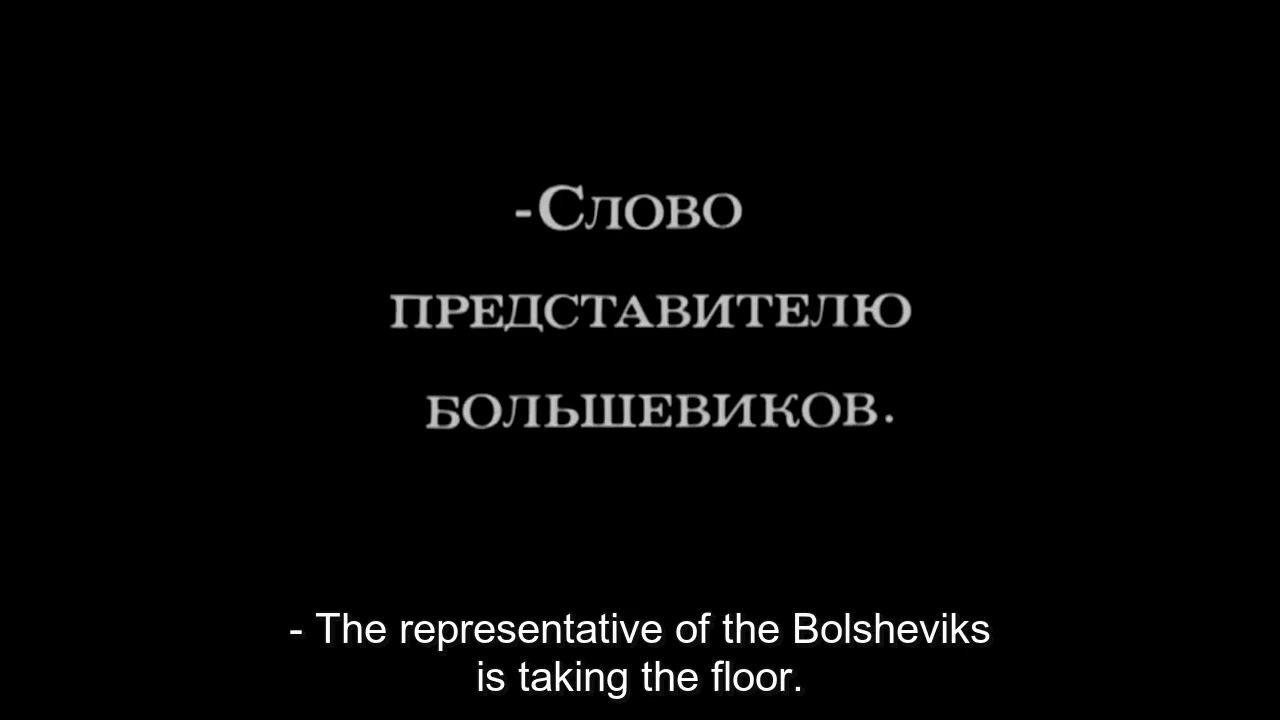 -Слово
ПРЕДСТАВИТЕЛЮ
БОЛЬШЕВИКОВ.
- The representative of the Bolsheviks
is taking the floor.